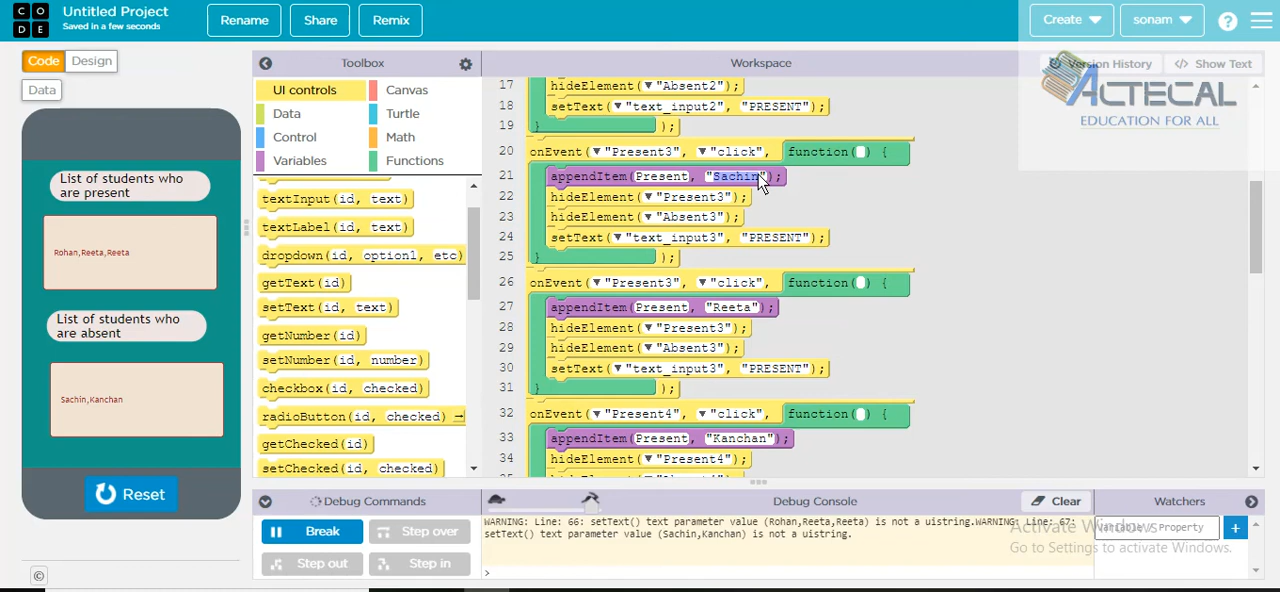 C O
D E
Untitled Project
Saved in a few seconds
Rename
Share
Remix
Create
sonam
?
Code
Design
Data
Toolbox
Workspace
Version History
Show Text
ACTECAL
EDUCATION FOR ALL
List of students who
are present
Rohan,Reeta,Reeta
List of students who
are absent
Sachin,Kanchan
Reset
UI controls
Canvas
Data
Turtle
Control
Math
Variables
Functions
textInput(id, text)
textLabel(id, text)
dropdown(id, option1, etc)
getText(id)
setText(id, text)
getNumber(id)
setNumber(id, number)
checkbox(id, checked)
radioButton(id, checked)
getChecked(id)
setChecked(id, checked)
17 hideElement("Absent2");
18 setText("text_input2", "PRESENT");
19 } );
20 onEvent("Present3", "click", function( ) {
21 appendItem(Present, "Sachin");
22 hideElement("Present3");
23 hideElement("Absent3");
24 setText("text_input3", "PRESENT");
25 } );
26 onEvent("Present3", "click", function( ) {
27 appendItem(Present, "Reeta");
28 hideElement("Present3");
29 hideElement("Absent3");
30 setText("text_input3", "PRESENT");
31 } );
32 onEvent("Present4", "click", function( ) {
33 appendItem(Present, "Kanchan");
34 hideElement("Present4");
Debug Commands
Debug Console
Clear
Watchers
Break
Step over
Step out
Step in
WARNING: Line: 66: setText() text parameter value (Rohan,Reeta,Reeta) is not a uistring.WARNING: Line: 67:
setText() text parameter value (Sachin,Kanchan) is not a uistring.
>
Variable / Property
+
Activate Windows
Go to Settings to activate Windows.
©